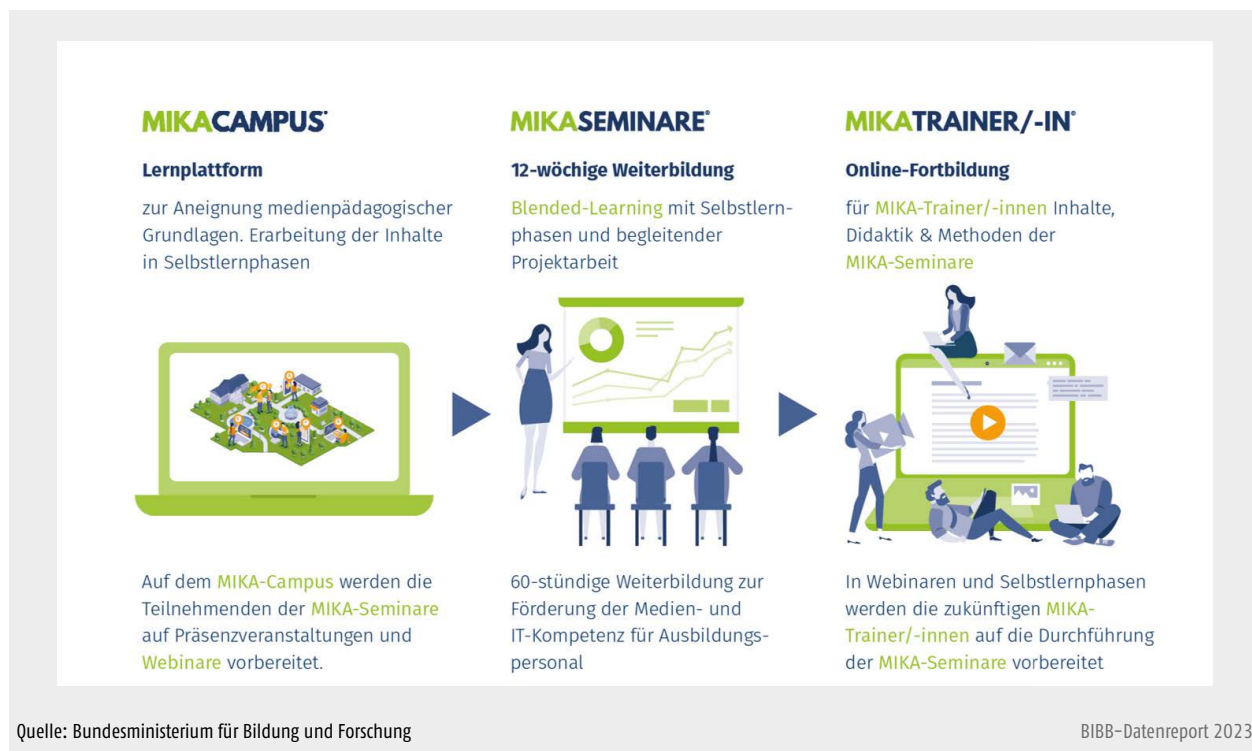 MIKACAMPUS®
Lernplattform
zur Aneignung medienpädagogischer
Grundlagen. Erarbeitung der Inhalte
in Selbstlernphasen
Auf dem MIKA-Campus werden die
Teilnehmenden der MIKA-Seminare
auf Präsenzveranstaltungen und
Webinare vorbereitet.
MIKASEMINARE®
12-wöchige Weiterbildung
Blended-Learning mit Selbstlern-
phasen und begleitender
Projektarbeit
60-stündige Weiterbildung zur
Förderung der Medien- und
IT-Kompetenz für Ausbildungs-
personal
MIKATRAINER/-IN®
Online-Fortbildung
für MIKA-Trainer/-innen Inhalte,
Didaktik & Methoden der
MIKA-Seminare
In Webinaren und Selbstlernphasen
werden die zukünftigen MIKA-
Trainer/-innen auf die Durchführung
der MIKA-Seminare vorbereitet
Quelle: Bundesministerium für Bildung und Forschung
BIBB-Datenreport 2023